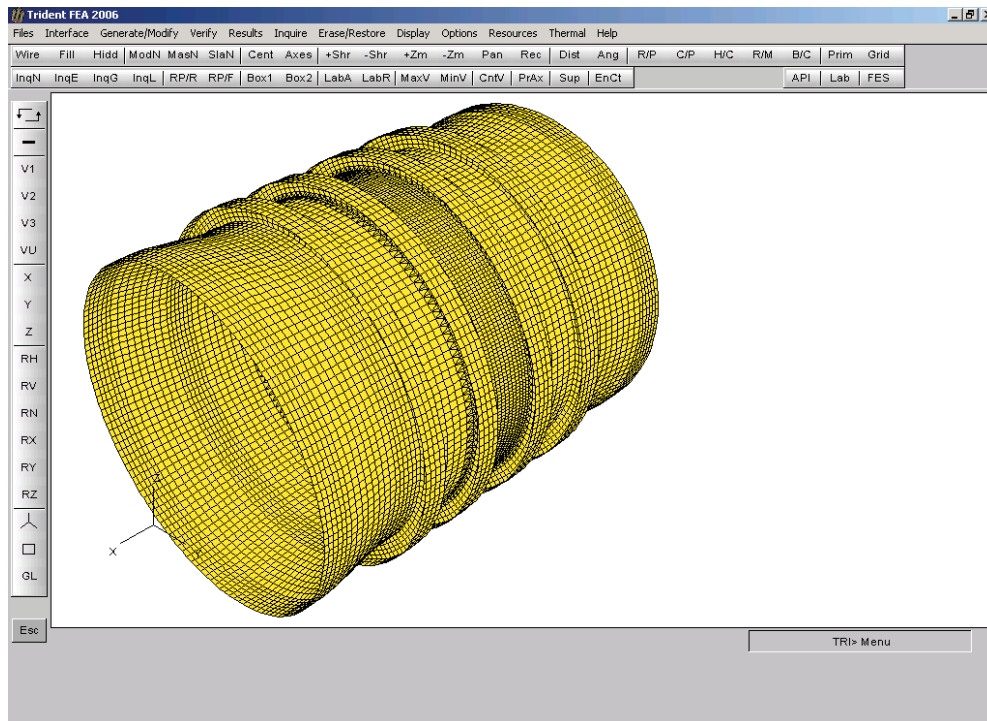 Trident FEA 2006
Files Interface Generate/Modify Verify Results Inquire Erase/Restore Display Options Resources Thermal Help
Wire Fill Hidd ModN MasN SlaN Cent Axes +Shr -Shr +Zm -Zm Pan Rec Dist Ang R/P C/P H/C R/M B/C Prim Grid
InqN InqE InqG InqL RP/R RP/F Box1 Box2 LabA LabR MaxV MinV CntV PrAx Sup EnCt API Lab FES
V1
V2
V3
VU
X
Y
Z
RH
RV
RN
RX
RY
RZ
GL
Esc
Z
X
TRI> Menu